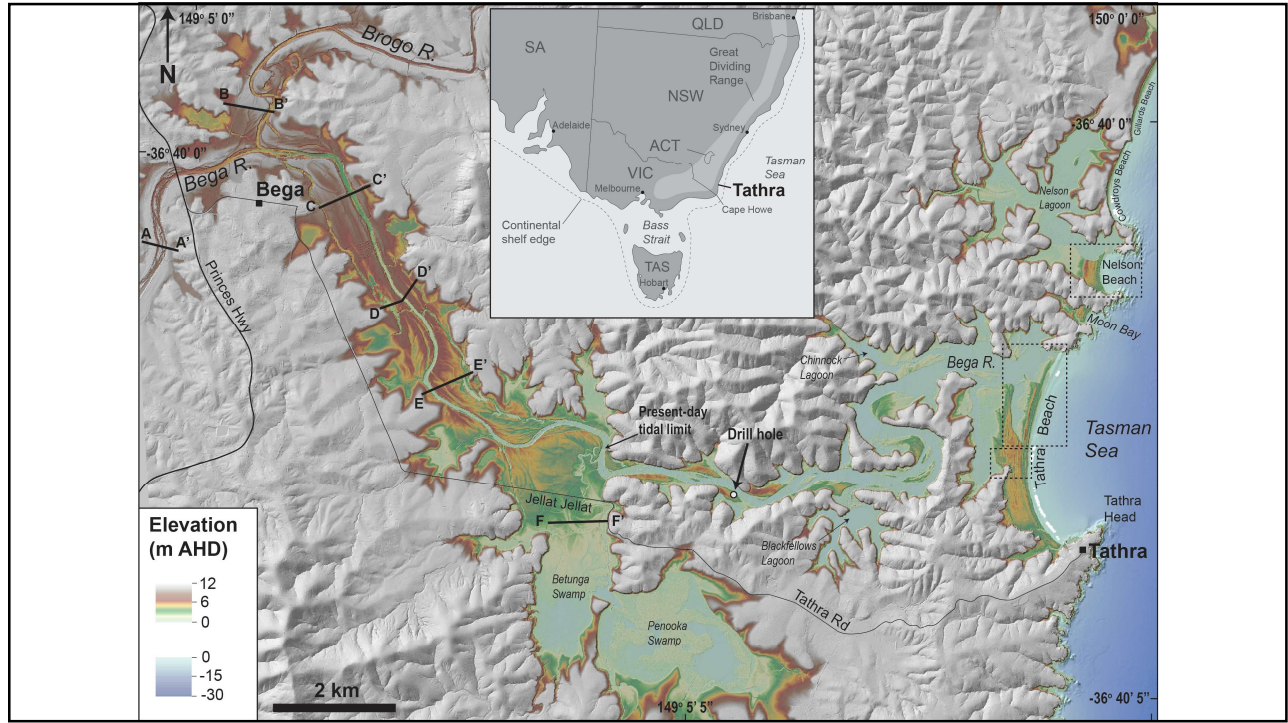 149° 5' 0”
N
Brogo R.
B
B'
-36° 40' 0”
Bega R.
Bega
C'
C
A
A'
Princes Hwy
D'
D
E'
E
QLD
Brisbane
SA
Great
Dividing
Range
NSW
Adelaide
Sydney
ACT
VIC
Tasman
Sea
Melbourne
Tathra
Cape Howe
Continental
shelf edge
Bass
Strait
TAS
Hobart
150° 0' 0”
Gillards Beach
-36° 40' 0”
Cowdroys Beach
Nelson
Lagoon
Nelson
Beach
Moon Bay
Chinnock
Lagoon
Bega R.
Present-day
tidal limit
Drill hole
Tathra Beach
Tasman
Sea
Tathra
Head
Tathra
Jellat Jellat
F
F'
Blackfellows
Lagoon
Betunga
Swamp
Penooka
Swamp
Tathra Rd
Elevation
(m AHD)
12
6
0
0
-15
-30
2 km
149° 5' 5”
-36° 40' 5”